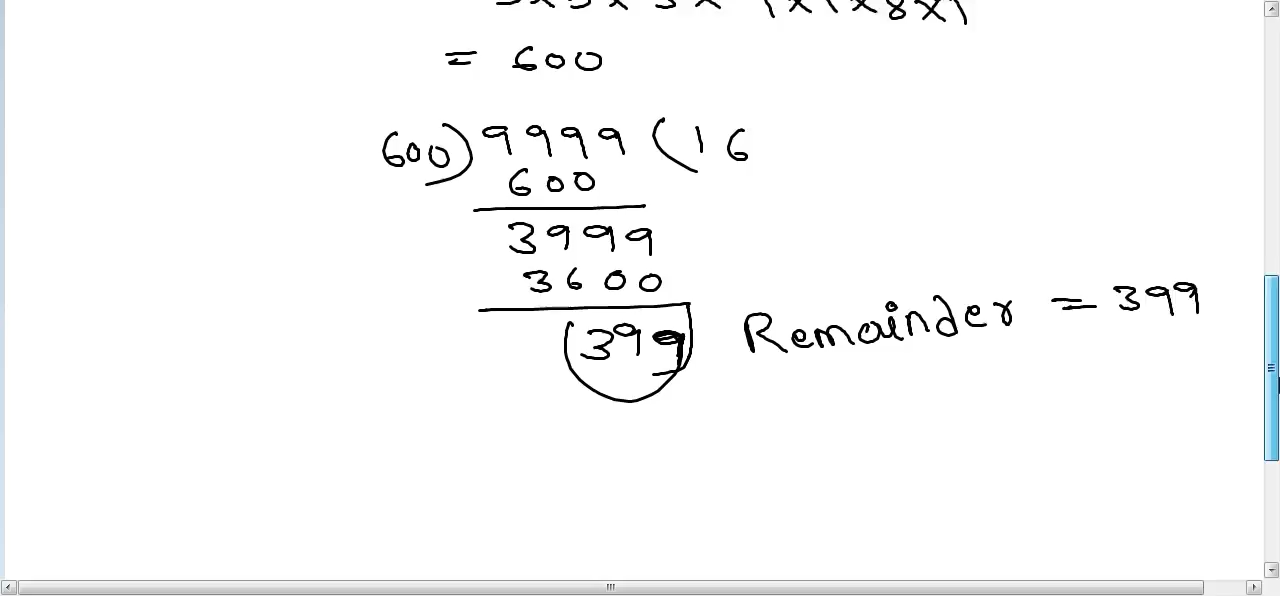 = 600
600) 9999 (16
600
3999
3600
(399 Remainder = 399